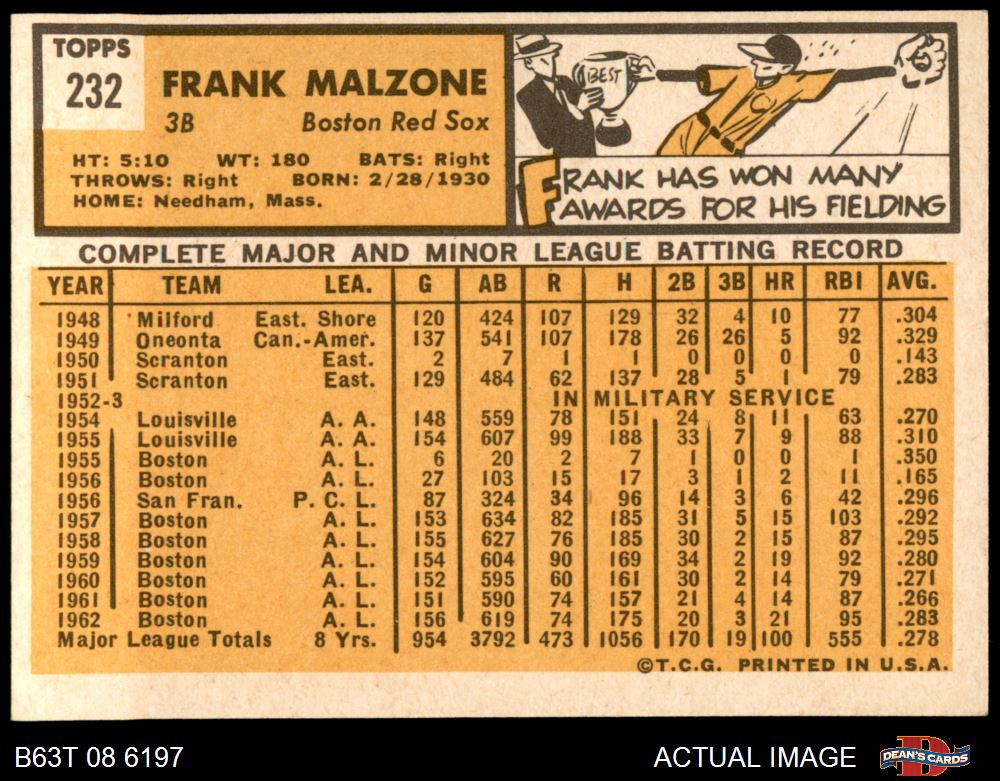 TOPPS
232
FRANK MALZONE
3B Boston Red Sox
HT: 5:10 WT: 180 BATS: Right
THROWS: Right BORN: 2/28/1930
HOME: Needham, Mass.
BEST
C
FRANK HAS WON MANY
AWARDS FOR HIS FIELDING
COMPLETE MAJOR AND MINOR LEAGUE BATTING RECORD
YEAR TEAM LEA. G AB R H 2B 3B HR RBI AVG.
1948 Milford East. Shore 120 424 107 129 32 4 10 77 .304
1949 Oneonta Can.-Amer. 137 541 107 178 26 26 5 92 .329
1950 Scranton East. 2 7 1 1 0 0 0 0 .143
1951 Scranton East. 129 484 62 137 28 5 1 79 .283
1952-3 IN MILITARY SERVICE
1954 Louisville A. A. 148 559 78 151 24 8 11 63 .270
1955 Louisville A. A. 154 607 99 188 33 7 9 88 .310
1955 Boston A. L. 6 20 2 7 1 0 0 1 .350
1956 Boston A. L. 27 103 15 17 3 1 2 11 .165
1956 San Fran. P. C. L. 87 324 34 96 14 3 6 42 .296
1957 Boston A. L. 153 634 82 185 31 5 15 103 .292
1958 Boston A. L. 155 627 76 185 30 2 15 87 .295
1959 Boston A. L. 154 604 90 169 34 2 19 92 .280
1960 Boston A. L. 152 595 60 161 30 2 14 79 .271
1961 Boston A. L. 151 590 74 157 21 4 14 87 .266
1962 Boston A. L. 156 619 74 175 20 3 21 95 .283
Major League Totals 8 Yrs. 954 3792 473 1056 170 19 100 555 .278
©T.C.G. PRINTED IN U.S.A.
B63T 08 6197 ACTUAL IMAGE DEAN'S CARDS